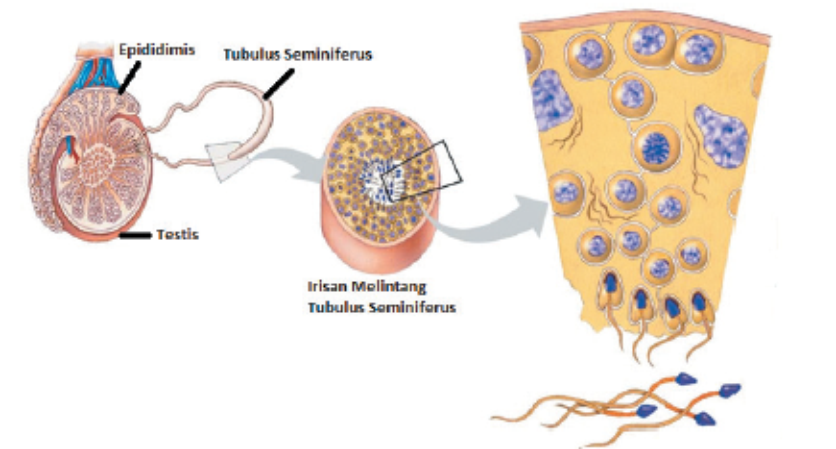 Epididimis
Tubulus Seminiferus
Testis
Irisan Melintang
Tubulus Seminiferus